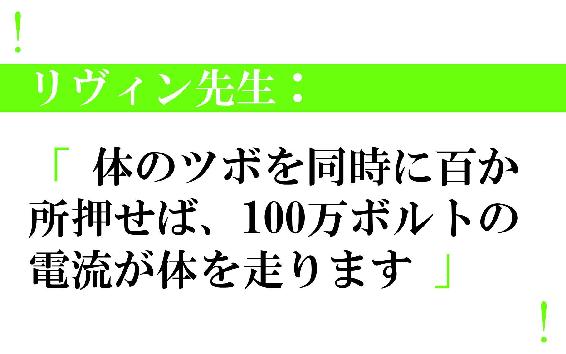 !
リヴィン先生：
「 体のツボを同時に百か
所押せば、100万ボルトの
電流が体を走ります 」
!